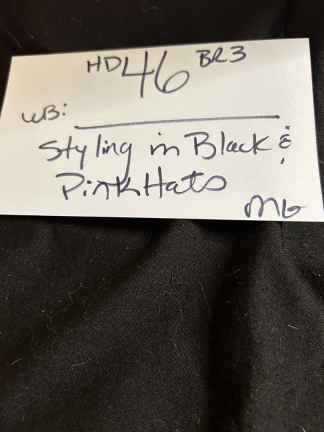 HD 46 BR3
WB:
Styling in Black &
Pink Hats
MG